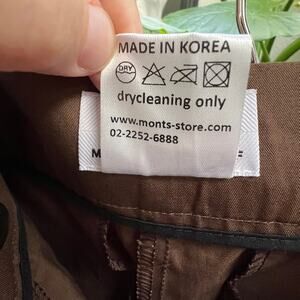 MADE IN KOREA
DRY
drycleaning only
www.monts-store.com
02-2252-6888
M